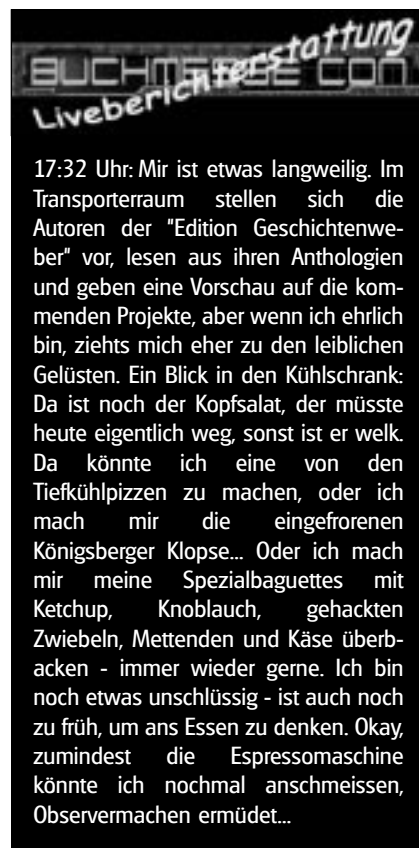 BUCHMESSE CON
Liveberichterstattung
17:32 Uhr: Mir ist etwas langweilig. Im
Transporterraum stellen sich die
Autoren der "Edition Geschichtenwe-
ber" vor, lesen aus ihren Anthologien
und geben eine Vorschau auf die kom-
menden Projekte, aber wenn ich ehrlich
bin, ziehts mich eher zu den leiblichen
Gelüsten. Ein Blick in den Kühlschrank:
Da ist noch der Kopfsalat, der müsste
heute eigentlich weg, sonst ist er welk.
Da könnte ich eine von den
Tiefkühlpizzen zu machen, oder ich
mach mir die eingefrorenen
Königsberger Klopse... Oder ich mach
mir meine Spezialbaguettes mit
Ketchup, Knoblauch, gehackten
Zwiebeln, Mettenden und Käse überb-
acken - immer wieder gerne. Ich bin
noch etwas unschlüssig - ist auch noch
zu früh, um ans Essen zu denken. Okay,
zumindest die Espressomaschine
könnte ich nochmal anschmeissen,
Observermachen ermüdet...